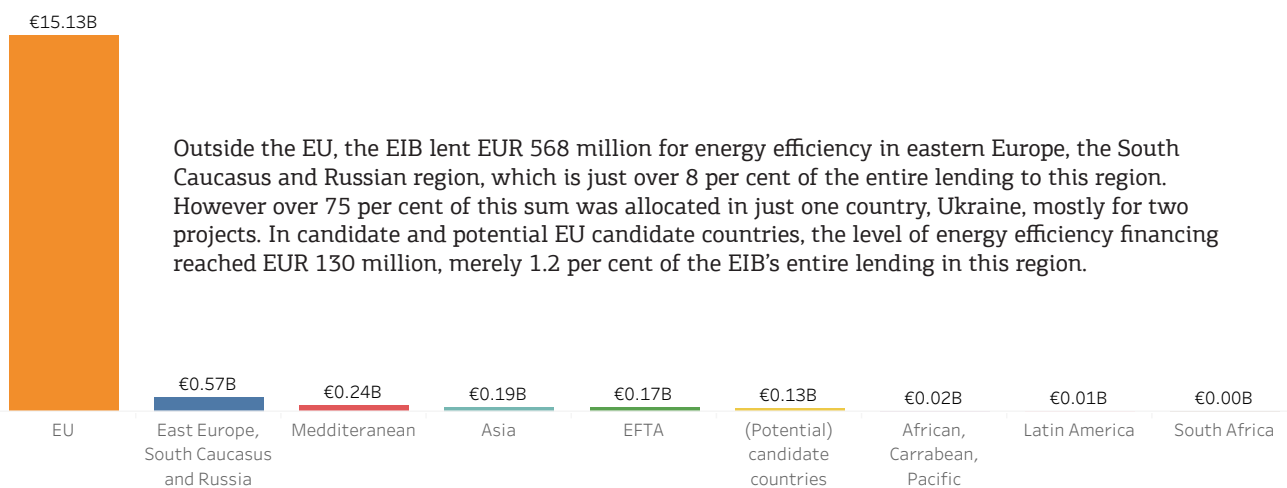 €15.13B
Outside the EU, the EIB lent EUR 568 million for energy efficiency in eastern Europe, the South
Caucasus and Russian region, which is just over 8 per cent of the entire lending to this region.
However over 75 per cent of this sum was allocated in just one country, Ukraine, mostly for two
projects. In candidate and potential EU candidate countries, the level of energy efficiency financing
reached EUR 130 million, merely 1.2 per cent of the EIB's entire lending in this region.
€0.57B
€0.24B
€0.19B
€0.17B
€0.13B
€0.02B
€0.01B
€0.00B
EU
East Europe,
South Caucasus
and Russia
Medditeranean
Asia
EFTA
(Potential)
candidate
countries
African,
Carrabean,
Pacific
Latin America
South Africa